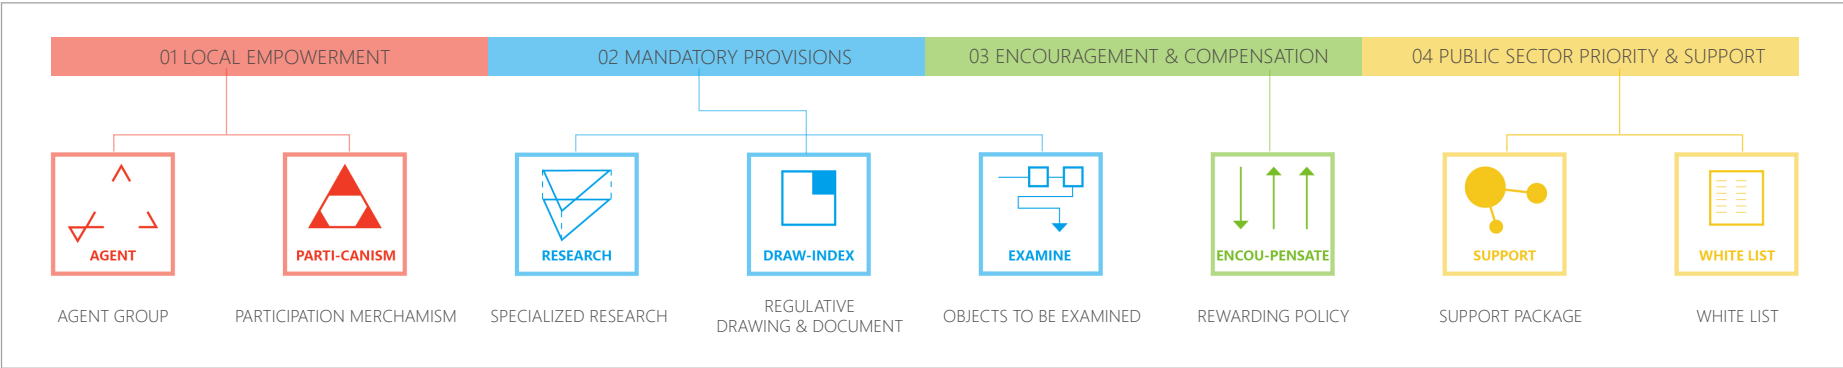 01 LOCAL EMPOWERMENT
02 MANDATORY PROVISIONS
03 ENCOURAGEMENT & COMPENSATION
04 PUBLIC SECTOR PRIORITY & SUPPORT
AGENT
PARTI-CANISM
RESEARCH
DRAW-INDEX
EXAMINE
ENCOU-PENSATE
SUPPORT
WHITE LIST
AGENT GROUP
PARTICIPATION MERCHAMISM
SPECIALIZED RESEARCH
REGULATIVE
DRAWING & DOCUMENT
OBJECTS TO BE EXAMINED
REWARDING POLICY
SUPPORT PACKAGE
WHITE LIST